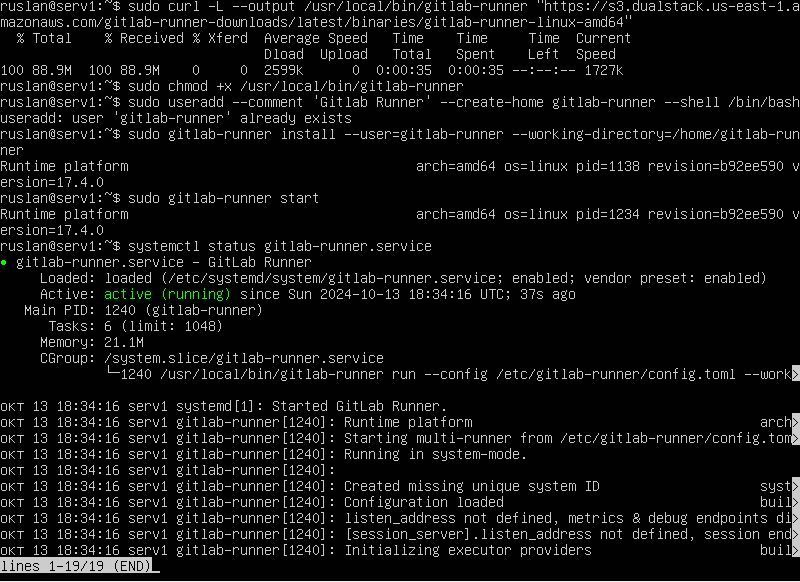 ruslan@serv1:~$ sudo curl -L --output /usr/local/bin/gitlab-runner "https://s3.dualstack.us-east-1.a
mazonaws.com/gitlab-runner-downloads/latest/binaries/gitlab-runner-linux-amd64"
  % Total    % Received % Xferd  Average Speed   Time    Time     Time  Current
                                 Dload  Upload   Total   Spent    Left  Speed
100 88.9M  100 88.9M    0     0  2599k      0  0:00:35  0:00:35 --:--:-- 1727k
ruslan@serv1:~$ sudo chmod +x /usr/local/bin/gitlab-runner
ruslan@serv1:~$ sudo useradd --comment 'Gitlab Runner' --create-home gitlab-runner --shell /bin/bash
useradd: user 'gitlab-runner' already exists
ruslan@serv1:~$ sudo gitlab-runner install --user=gitlab-runner --working-directory=/home/gitlab-run
ner
Runtime platform                                    arch=amd64 os=linux pid=1138 revision=b92ee590 v
ersion=17.4.0
ruslan@serv1:~$ sudo gitlab-runner start
Runtime platform                                    arch=amd64 os=linux pid=1234 revision=b92ee590 v
ersion=17.4.0
ruslan@serv1:~$ systemctl status gitlab-runner.service
● gitlab-runner.service - GitLab Runner
     Loaded: loaded (/etc/systemd/system/gitlab-runner.service; enabled; vendor preset: enabled)
     Active: active (running) since Sun 2024-10-13 18:34:16 UTC; 37s ago
   Main PID: 1240 (gitlab-runner)
      Tasks: 6 (limit: 1048)
     Memory: 21.1M
     CGroup: /system.slice/gitlab-runner.service
             └─1240 /usr/local/bin/gitlab-runner run --config /etc/gitlab-runner/config.toml --work>

окт 13 18:34:16 serv1 systemd[1]: Started GitLab Runner.
окт 13 18:34:16 serv1 gitlab-runner[1240]: Runtime platform                                    arch>
окт 13 18:34:16 serv1 gitlab-runner[1240]: Starting multi-runner from /etc/gitlab-runner/config.tom>
окт 13 18:34:16 serv1 gitlab-runner[1240]: Running in system-mode.
окт 13 18:34:16 serv1 gitlab-runner[1240]:
окт 13 18:34:16 serv1 gitlab-runner[1240]: Created missing unique system ID                    syst>
окт 13 18:34:16 serv1 gitlab-runner[1240]: Configuration loaded                                buil>
окт 13 18:34:16 serv1 gitlab-runner[1240]: listen_address not defined, metrics & debug endpoints di>
окт 13 18:34:16 serv1 gitlab-runner[1240]: [session_server].listen_address not defined, session end>
окт 13 18:34:16 serv1 gitlab-runner[1240]: Initializing executor providers                     buil>
lines 1-19/19 (END)